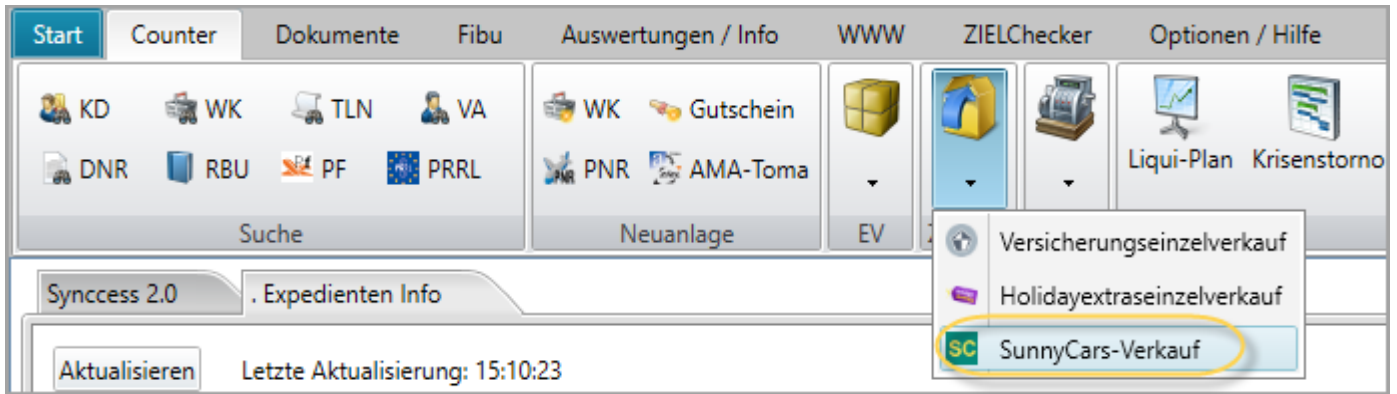 Start Counter Dokumente Fibu Auswertungen / Info WWW ZIELChecker Optionen / Hilfe
KD WK TLN VA WK Gutschein
DNR RBU PF PRRL PNR AMA-Toma Liqui-Plan Krisenstorno
Suche Neuanlage EV
Versicherungseinzelverkauf
Holidayextraseinzelverkauf
SC SunnyCars-Verkauf
Synccess 2.0 . Expedienten Info
Aktualisieren Letzte Aktualisierung: 15:10:23